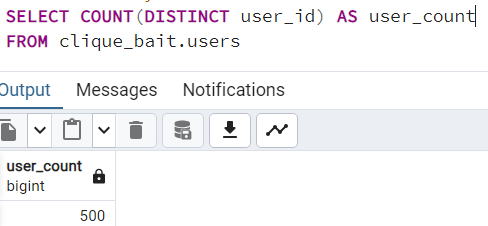 SELECT COUNT(DISTINCT user_id) AS user_count
FROM clique_bait.users
Output Messages Notifications
user_count
bigint
500